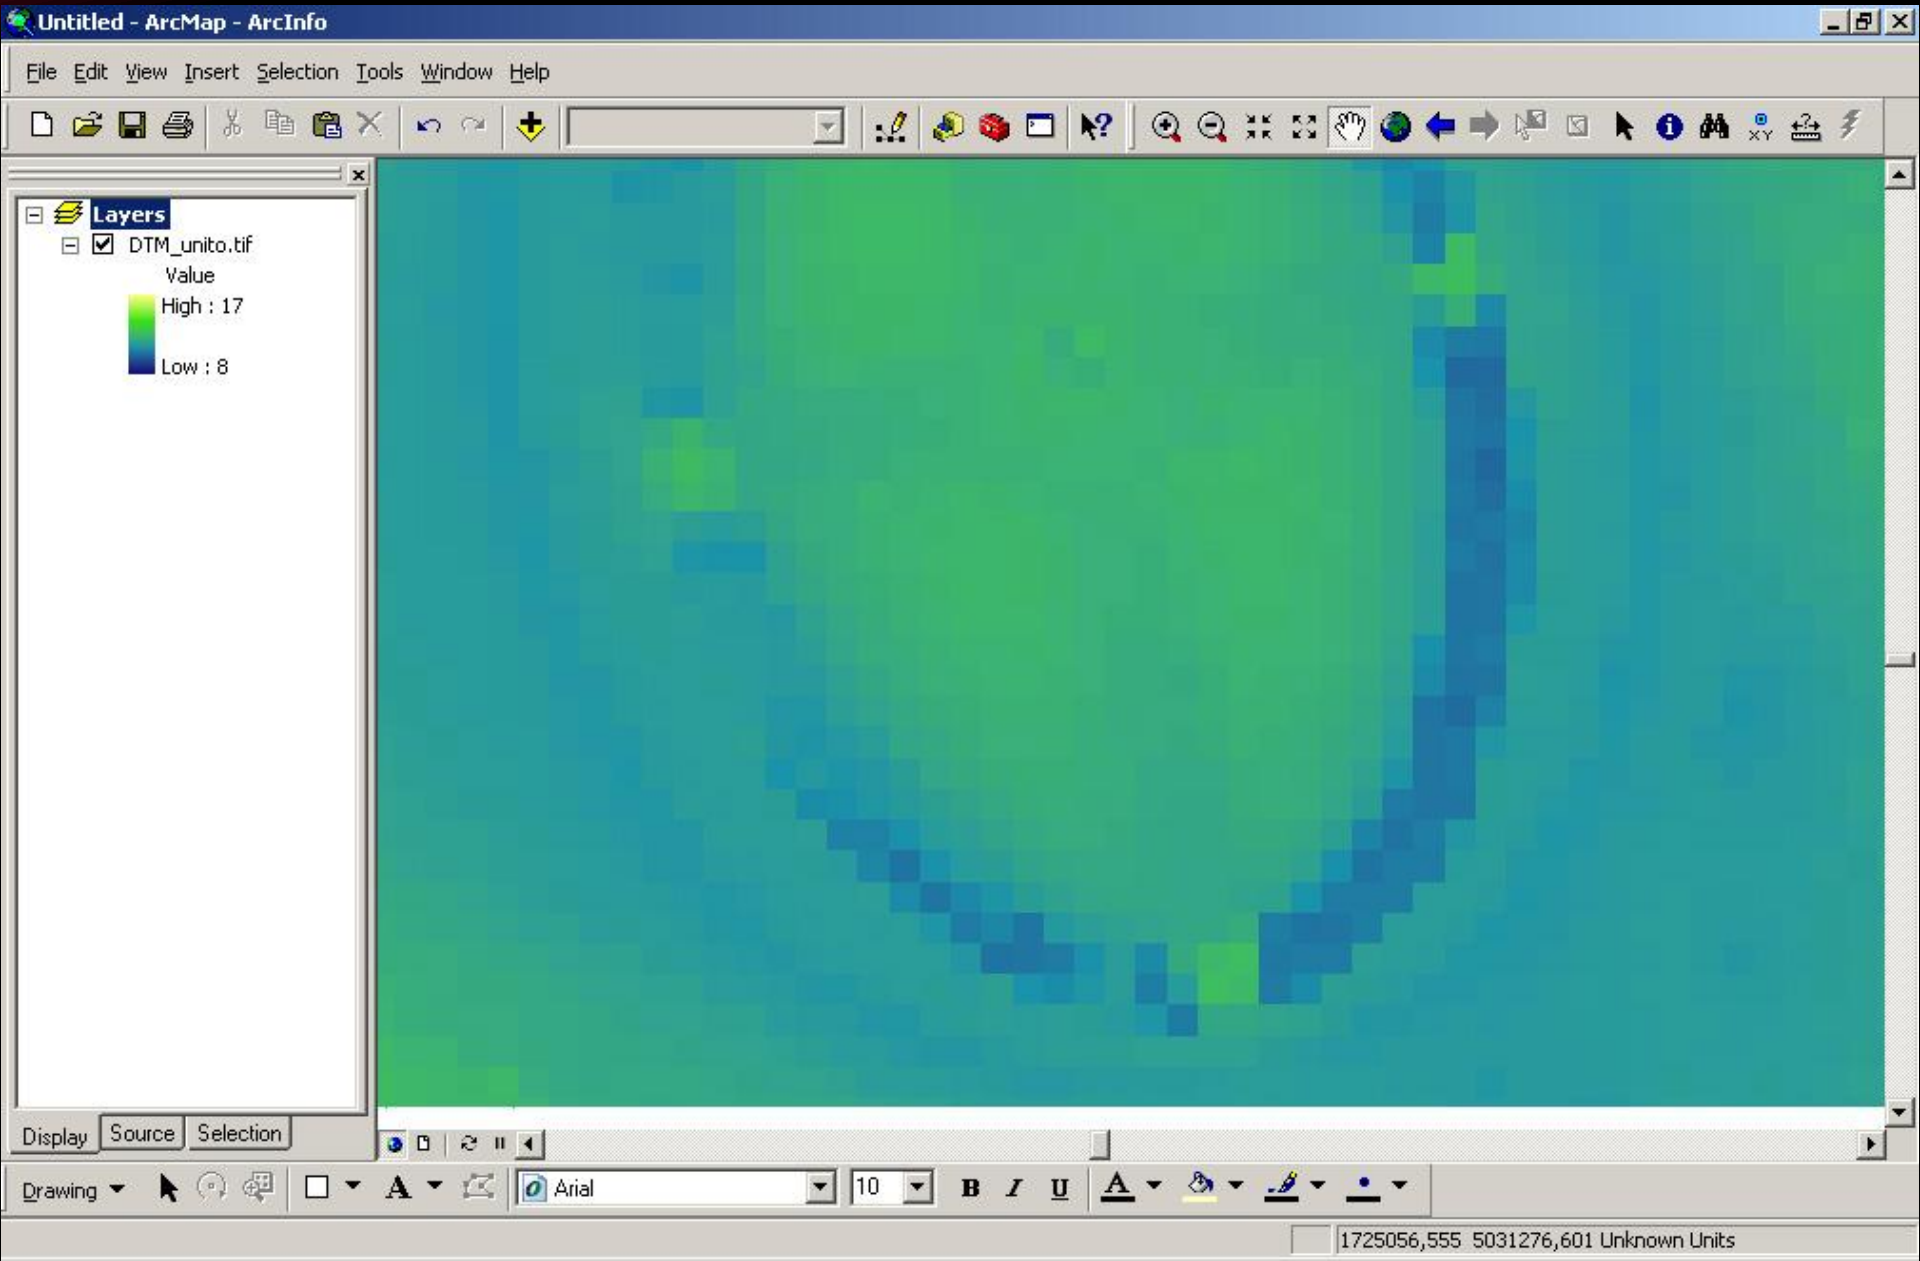 Untitled - ArcMap - ArcInfo
File Edit View Insert Selection Tools Window Help
XY
Layers
DTM_unito.tif
Value
High : 17
Low : 8
Display Source Selection
Drawing A Arial 10 B I U A
1725056,555 5031276,601 Unknown Units